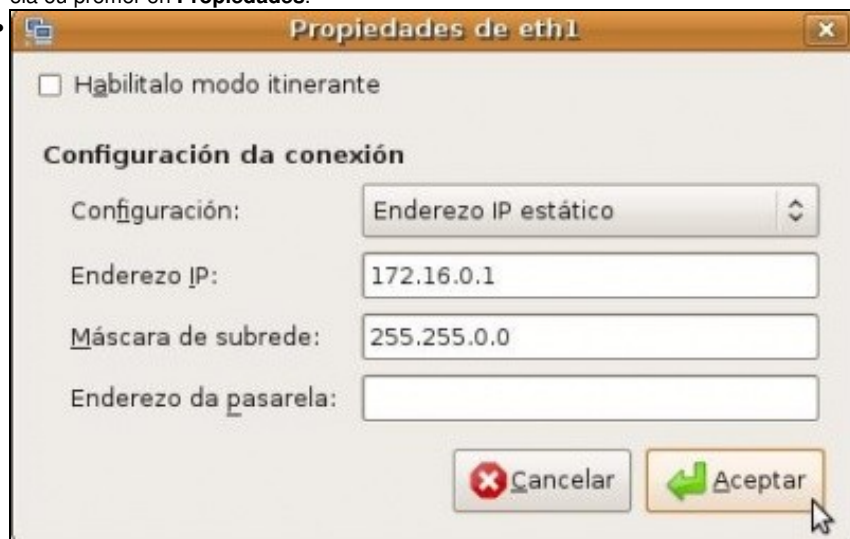 Propiedades.
Propiedades de eth1
Habilitalo modo itinerante
Configuración da conexión
Configuración: Enderezo IP estático
Enderezo IP: 172.16.0.1
Máscara de subrede: 255.255.0.0
Enderezo da pasarela:
Cancelar Aceptar